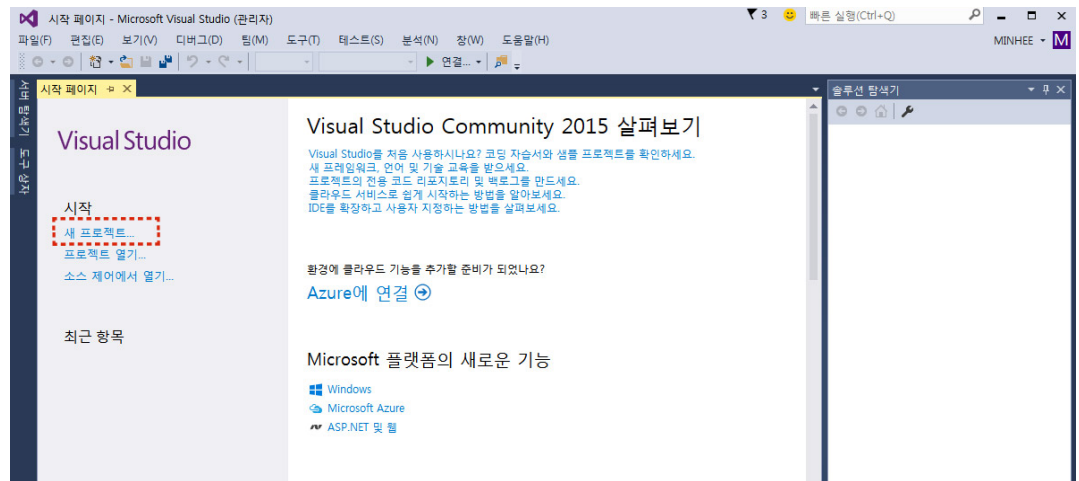 시작 페이지 - Microsoft Visual Studio (관리자)
3
빠른 실행(Ctrl+Q)
파일(F) 편집(E) 보기(V) 디버그(D) 팀(M) 도구(T) 테스트(S) 분석(N) 창(W) 도움말(H)
MINHEE
M
연결...
서버 탐색기
도구 상자
시작 페이지
솔루션 탐색기
Visual Studio
시작
새 프로젝트...
프로젝트 열기...
소스 제어에서 열기...
최근 항목
Visual Studio Community 2015 살펴보기
Visual Studio를 처음 사용하시나요? 코딩 자습서와 샘플 프로젝트를 확인하세요.
새 프레임워크, 언어 및 기술 교육을 받으세요.
프로젝트의 전용 코드 리포지토리 및 백로그를 만드세요.
클라우드 서비스로 쉽게 시작하는 방법을 알아보세요.
IDE를 확장하고 사용자 지정하는 방법을 살펴보세요.
환경에 클라우드 기능을 추가할 준비가 되었나요?
Azure에 연결
Microsoft 플랫폼의 새로운 기능
Windows
Microsoft Azure
ASP.NET 및 웹